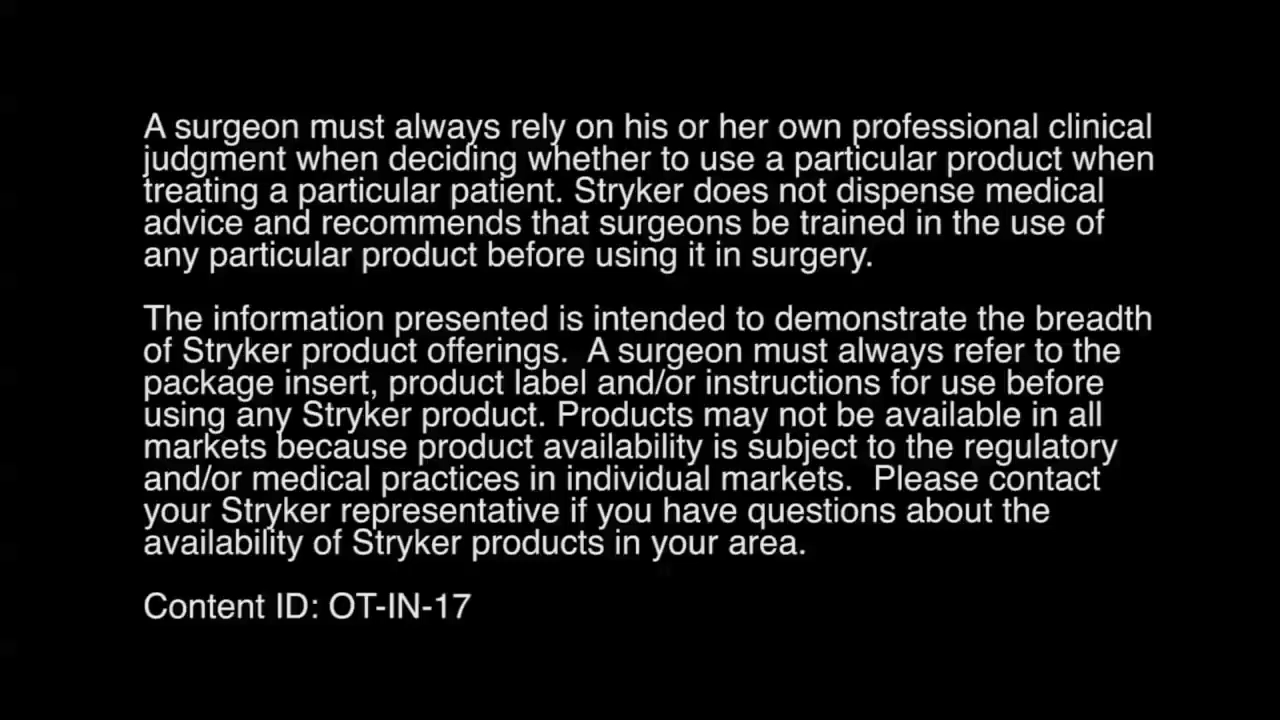 A surgeon must always rely on his or her own professional clinical
judgment when deciding whether to use a particular product when
treating a particular patient. Stryker does not dispense medical
advice and recommends that surgeons be trained in the use of
any particular product before using it in surgery.
The information presented is intended to demonstrate the breadth
of Stryker product offerings.  A surgeon must always refer to the
package insert, product label and/or instructions for use before
using any Stryker product. Products may not be available in all
markets because product availability is subject to the regulatory
and/or medical practices in individual markets.  Please contact
your Stryker representative if you have questions about the
availability of Stryker products in your area.
Content ID: OT-IN-17